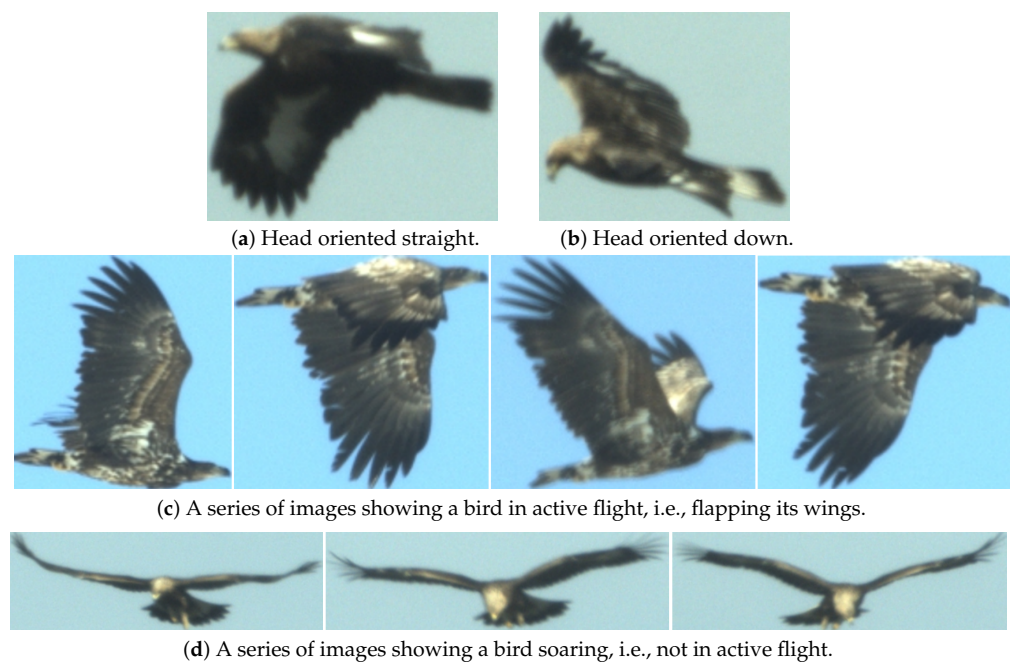 (a) Head oriented straight.
(b) Head oriented down.
(c) A series of images showing a bird in active flight, i.e., flapping its wings.
(d) A series of images showing a bird soaring, i.e., not in active flight.